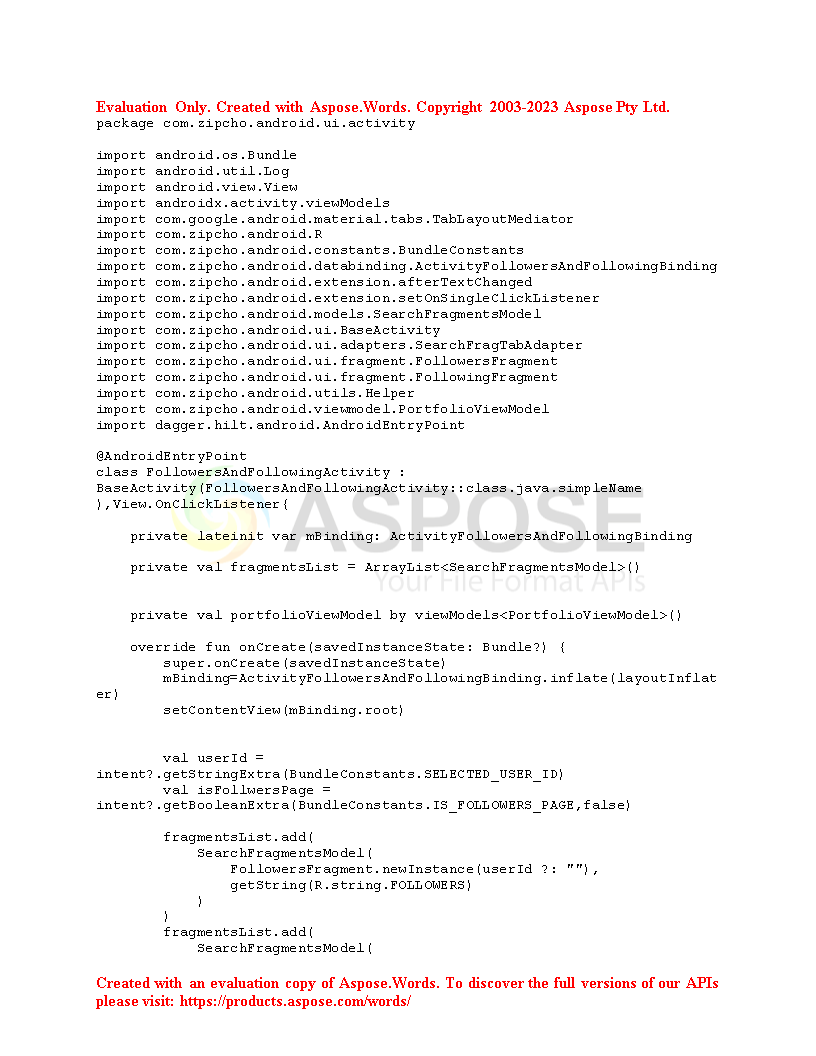 Evaluation Only. Created with Aspose.Words. Copyright 2003-2023 Aspose Pty Ltd.
package com.zipcho.android.ui.activity
import android.os.Bundle
import android.util.Log
import android.view.View
import androidx.activity.viewModels
import com.google.android.material.tabs.TabLayoutMediator
import com.zipcho.android.R
import com.zipcho.android.constants.BundleConstants
import com.zipcho.android.databinding.ActivityFollowersAndFollowingBinding
import com.zipcho.android.extension.afterTextChanged
import com.zipcho.android.extension.setOnSingleClickListener
import com.zipcho.android.models.SearchFragmentsModel
import com.zipcho.android.ui.BaseActivity
import com.zipcho.android.ui.adapters.SearchFragTabAdapter
import com.zipcho.android.ui.fragment.FollowersFragment
import com.zipcho.android.ui.fragment.FollowingFragment
import com.zipcho.android.utils.Helper
import com.zipcho.android.viewmodel.PortfolioViewModel
import dagger.hilt.android.AndroidEntryPoint
@AndroidEntryPoint
class FollowersAndFollowingActivity :
BaseActivity(FollowersAndFollowingActivity::class.java.simpleName
),View.OnClickListener{
ASPOSE
    private lateinit var mBinding: ActivityFollowersAndFollowingBinding
    private val fragmentsList = ArrayList<SearchFragmentsModel>()
Your File Format APIs
    private val portfolioViewModel by viewModels<PortfolioViewModel>()
    override fun onCreate(savedInstanceState: Bundle?) {
        super.onCreate(savedInstanceState)
        mBinding=ActivityFollowersAndFollowingBinding.inflate(layoutInflat
er)
        setContentView(mBinding.root)
        val userId =
intent?.getStringExtra(BundleConstants.SELECTED_USER_ID)
        val isFollwersPage =
intent?.getBooleanExtra(BundleConstants.IS_FOLLOWERS_PAGE,false)
        fragmentsList.add(
            SearchFragmentsModel(
                FollowersFragment.newInstance(userId ?: ""),
                getString(R.string.FOLLOWERS)
            )
        )
        fragmentsList.add(
            SearchFragmentsModel(
Created with an evaluation copy of Aspose.Words. To discover the full versions of our APIs
please visit: https://products.aspose.com/words/